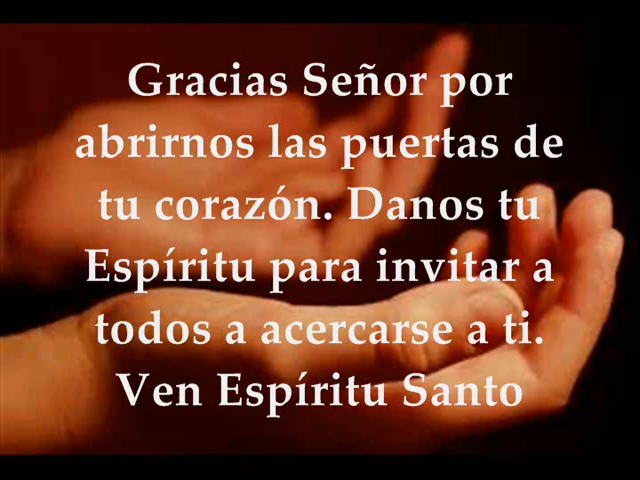 Gracias Señor por
abrirnos las puertas de
tu corazón. Danos tu
Espíritu para invitar a
todos a acercarse a ti.
Ven Espíritu Santo